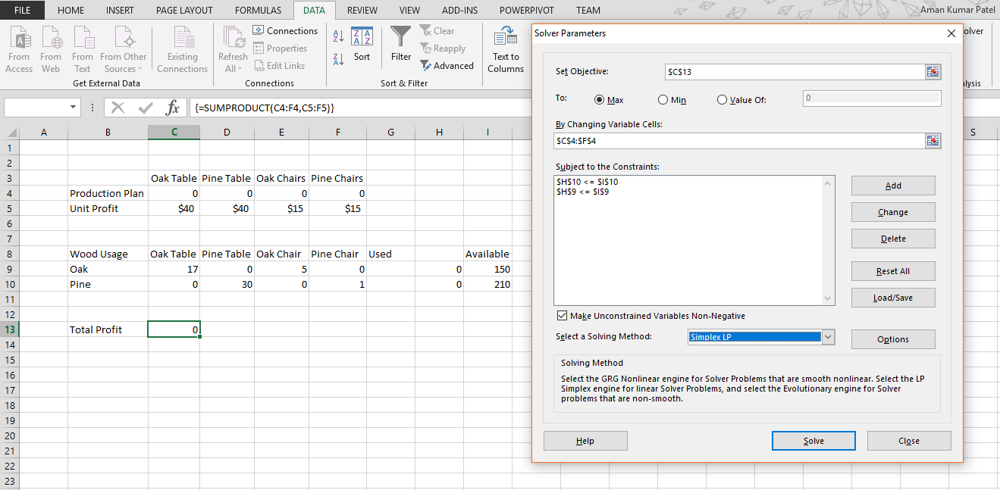 FILE HOME INSERT PAGE LAYOUT FORMULAS DATA REVIEW VIEW ADD-INS POWERPIVOT TEAM Aman Kumar Patel
From Access
From Web
From Text
From Other Sources
Existing Connections
Get External Data
Refresh All
Connections
Properties
Edit Links
Connections
Sort
Filter
Clear
Reapply
Advanced
Sort & Filter
Text to Columns
olver
lysis
fx {=SUMPRODUCT(C4:F4,C5:F5)}
A B C D E F G H I S
1
2
3 Oak Table Pine Table Oak Chairs Pine Chairs
4 Production Plan 0 0 0 0
5 Unit Profit $40 $40 $15 $15
6
7
8 Wood Usage Oak Table Pine Table Oak Chair Pine Chair Used Available
9 Oak 17 0 5 0 0 150
10 Pine 0 30 0 1 0 210
11
12
13 Total Profit 0
14
15
16
17
18
19
20
21
22
23
Solver Parameters
Set Objective: $C$13
To: Max Min Value Of: 0
By Changing Variable Cells:
$C$4:$F$4
Subject to the Constraints:
$H$10 <= $I$10
$H$9 <= $I$9
Add
Change
Delete
Reset All
Load/Save
Make Unconstrained Variables Non-Negative
Select a Solving Method: Simplex LP Options
Solving Method
Select the GRG Nonlinear engine for Solver Problems that are smooth nonlinear. Select the LP
Simplex engine for linear Solver Problems, and select the Evolutionary engine for Solver
problems that are non-smooth.
Help Solve Close